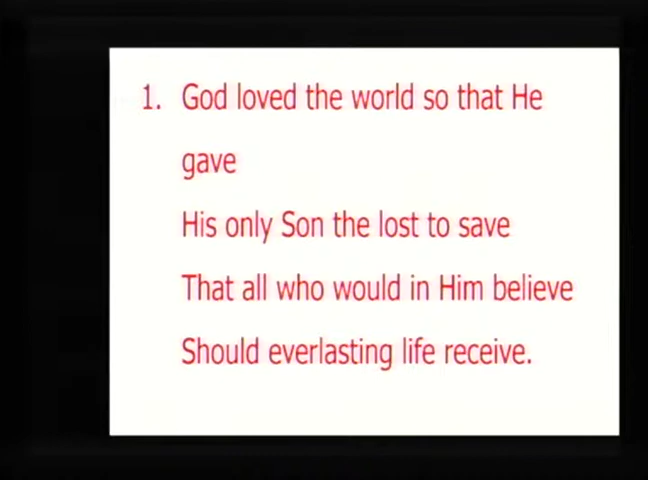 1. God loved the world so that He
gave
His only Son the lost to save
That all who would in Him believe
Should everlasting life receive.